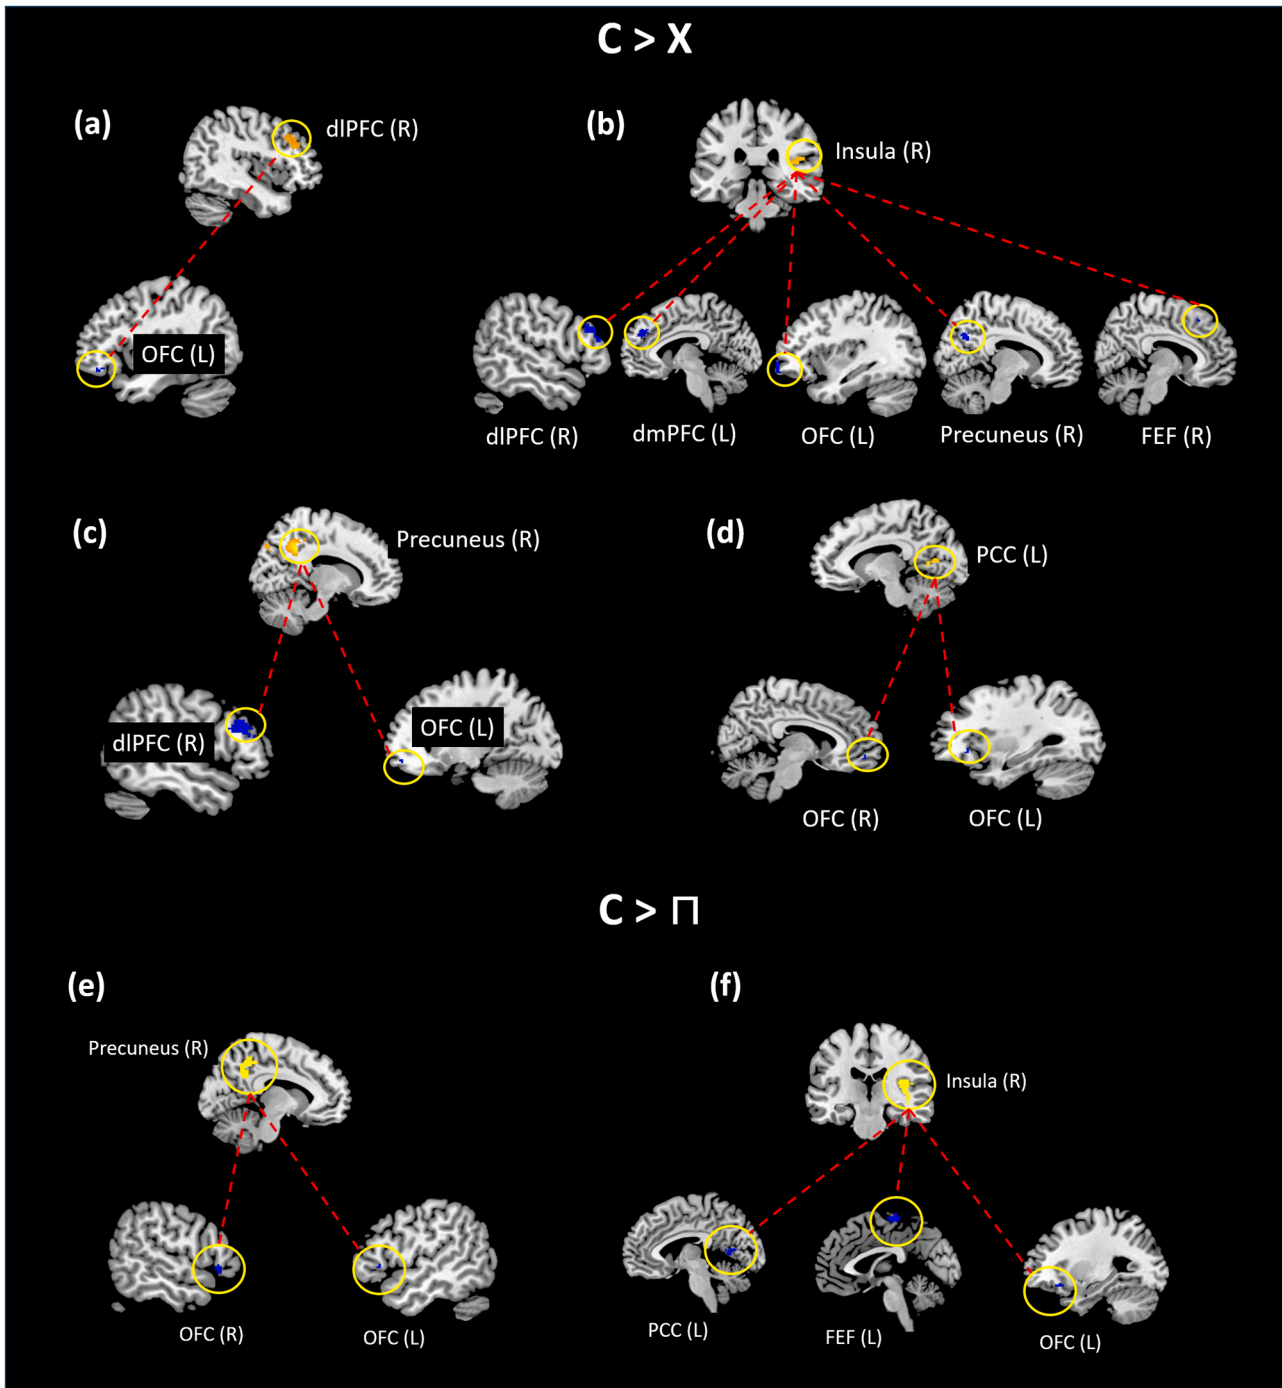 C > X
(a)
dlPFC (R)
OFC (L)
(b)
Insula (R)
dlPFC (R)
dmPFC (L)
OFC (L)
Precuneus (R)
FEF (R)
(c)
Precuneus (R)
dlPFC (R)
OFC (L)
(d)
PCC (L)
OFC (R)
OFC (L)
C > Π
(e)
Precuneus (R)
OFC (R)
OFC (L)
(f)
Insula (R)
PCC (L)
FEF (L)
OFC (L)